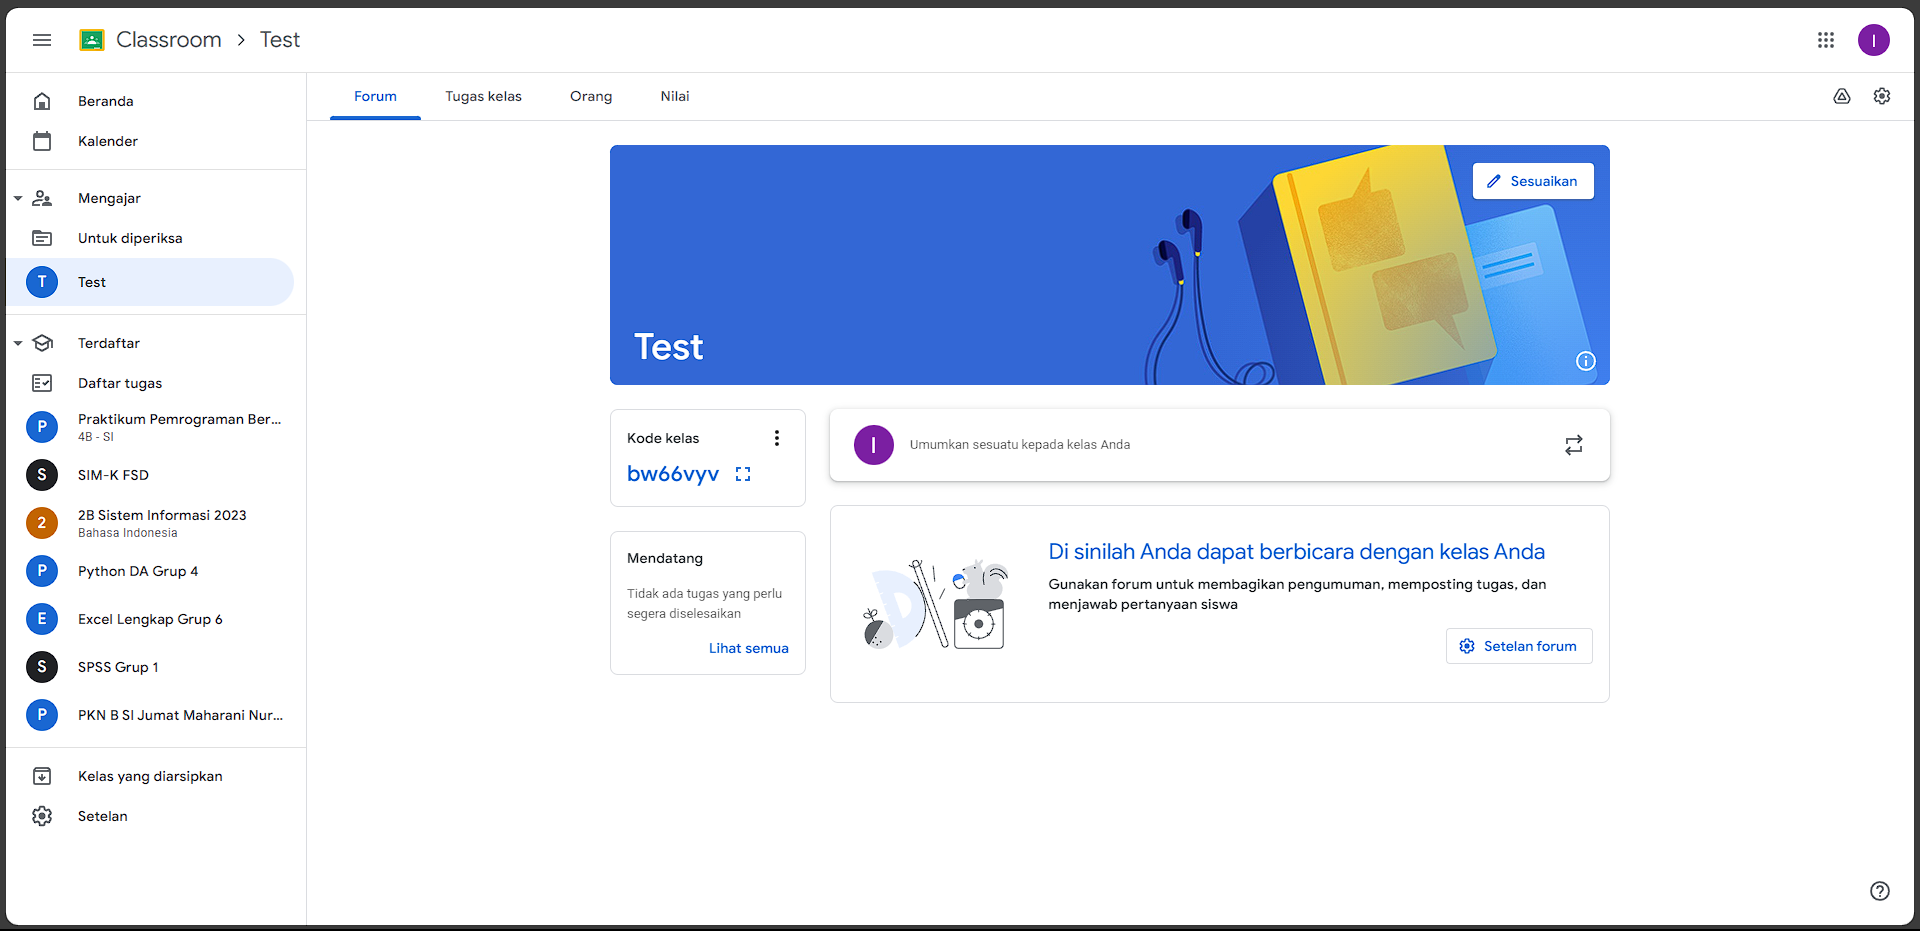 Classroom > Test
I
Beranda
Kalender
Mengajar
Untuk diperiksa
T Test
Terdaftar
Daftar tugas
P Praktikum Pemrograman Ber...
4B - SI
S SIM-K FSD
2 2B Sistem Informasi 2023
Bahasa Indonesia
P Python DA Grup 4
E Excel Lengkap Grup 6
S SPSS Grup 1
P PKN B SI Jumat Maharani Nur...
Kelas yang diarsipkan
Setelan
Forum Tugas kelas Orang Nilai
Sesuaikan
Test
Kode kelas
bw66vyv
Mendatang
Tidak ada tugas yang perlu
segera diselesaikan
Lihat semua
I Umumkan sesuatu kepada kelas Anda
Di sinilah Anda dapat berbicara dengan kelas Anda
Gunakan forum untuk membagikan pengumuman, memposting tugas, dan
menjawab pertanyaan siswa
Setelan forum